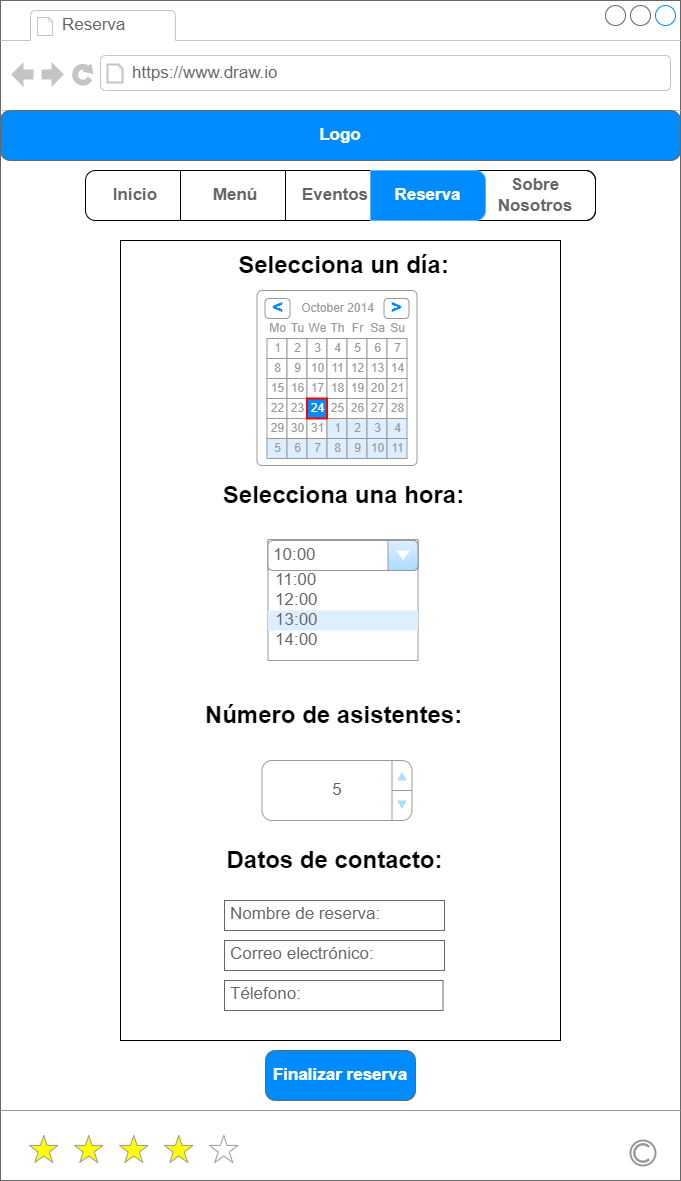 Reserva
https://www.draw.io
Logo
Inicio Menú Eventos Reserva Sobre
Nosotros
Selecciona un día:
< October 2014 >
Mo Tu We Th Fr Sa Su
1 2 3 4 5 6 7
8 9 10 11 12 13 14
15 16 17 18 19 20 21
22 23 24 25 26 27 28
29 30 31 1 2 3 4
5 6 7 8 9 10 11
Selecciona una hora:
10:00
11:00
12:00
13:00
14:00
Número de asistentes:
5
Datos de contacto:
Nombre de reserva:
Correo electrónico:
Télefono:
Finalizar reserva
©